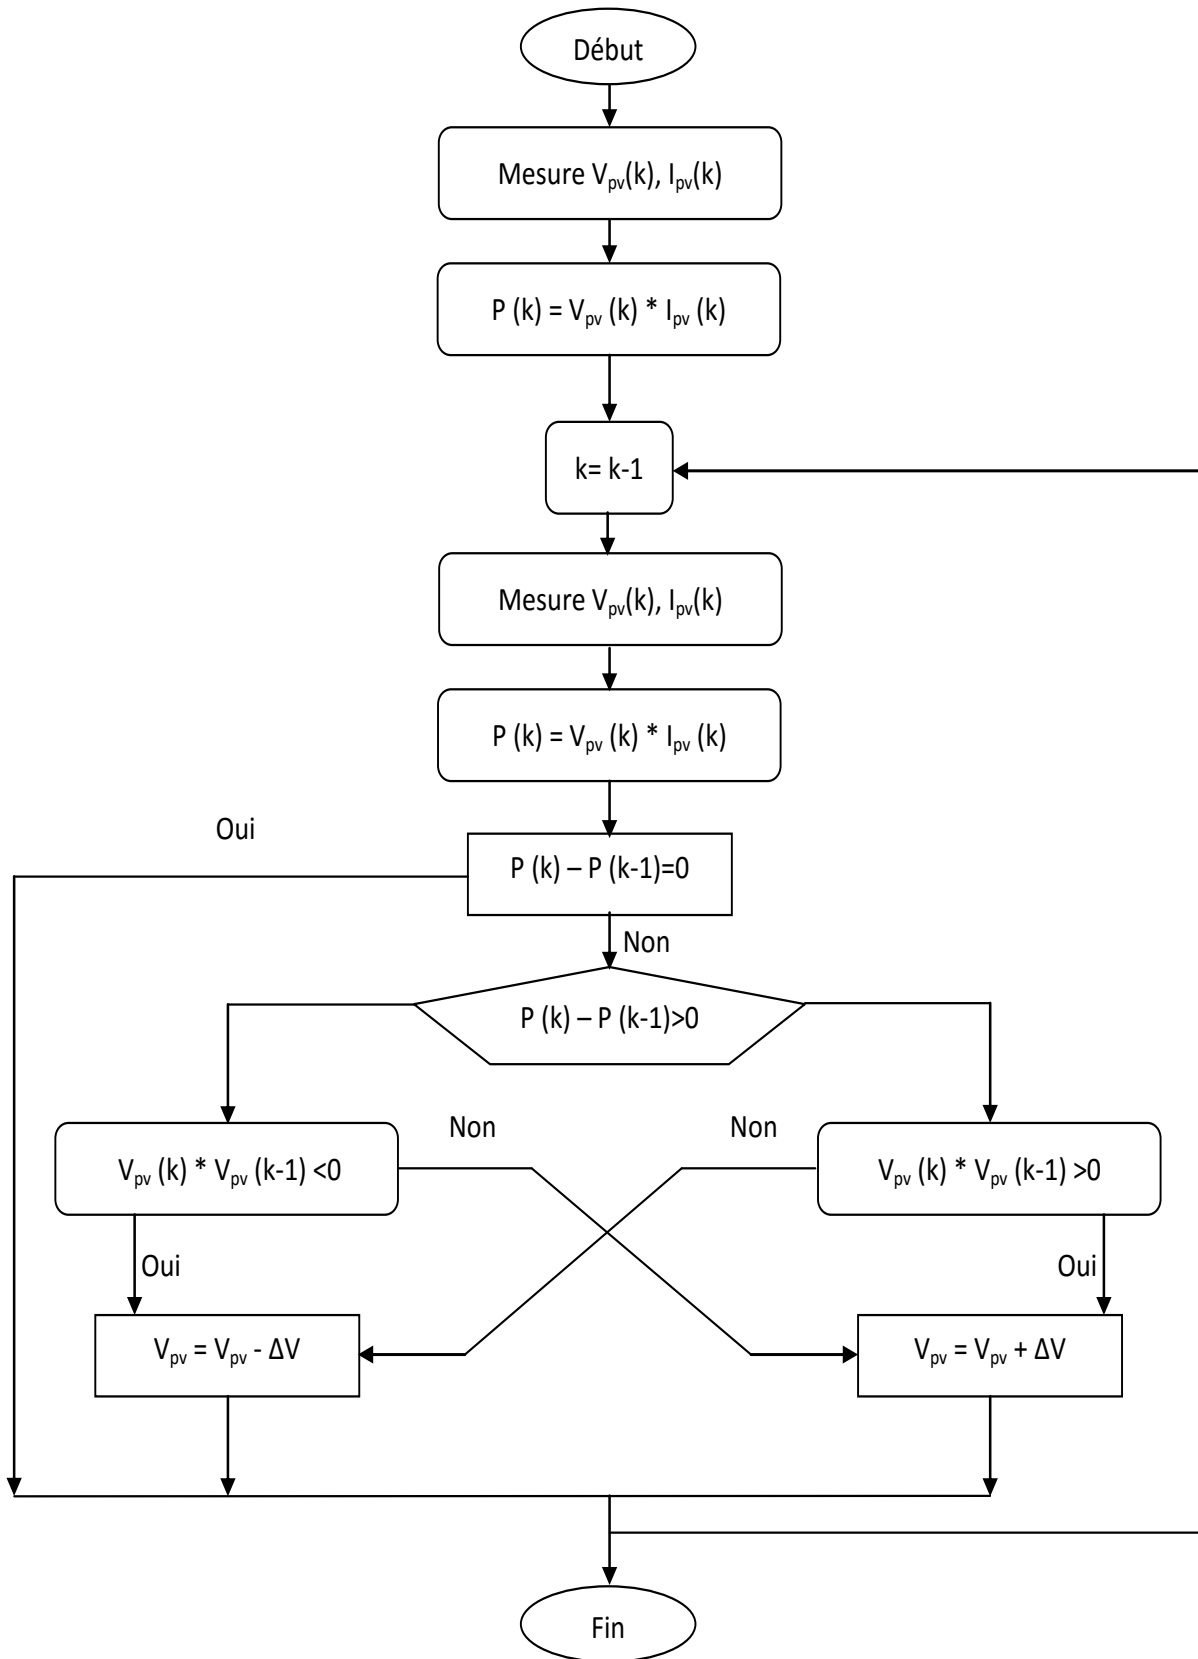 Début
Mesure Vpv(k), Ipv(k)
P (k) = Vpv (k) * Ipv (k)
k= k-1
Mesure Vpv(k), Ipv(k)
P (k) = Vpv (k) * Ipv (k)
Oui
P (k) – P (k-1)=0
Non
P (k) – P (k-1)>0
Non
Non
Vpv (k) * Vpv (k-1) <0
Vpv (k) * Vpv (k-1) >0
Oui
Oui
Vpv = Vpv - ΔV
Vpv = Vpv + ΔV
Fin